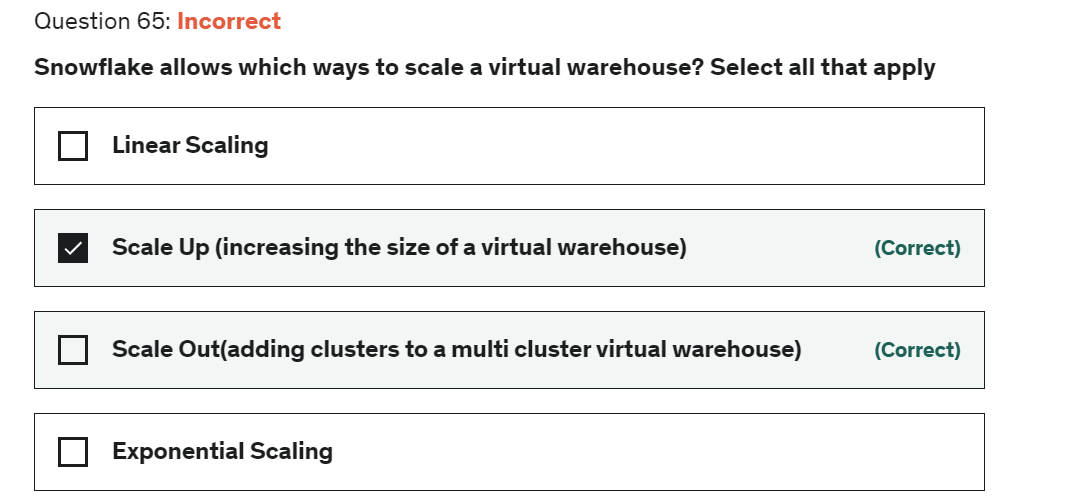 Question 65: Incorrect
Snowflake allows which ways to scale a virtual warehouse? Select all that apply
Linear Scaling
Scale Up (increasing the size of a virtual warehouse) (Correct)
Scale Out(adding clusters to a multi cluster virtual warehouse) (Correct)
Exponential Scaling